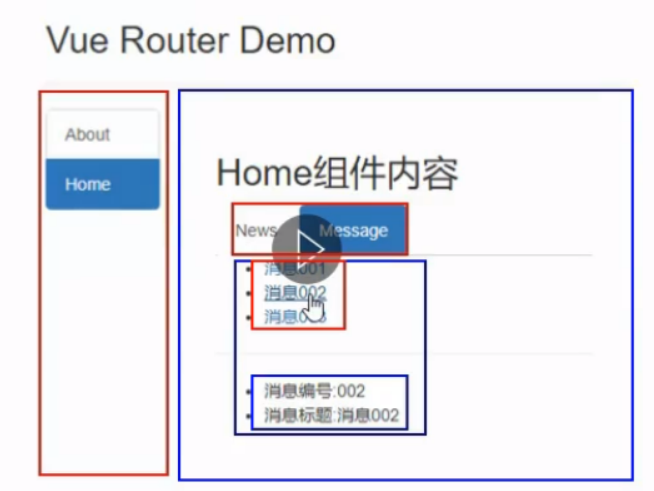 Vue Router Demo
About
Home
Home组件内容
News
Message
消息001
消息002
消息003
消息编号:002
消息标题:消息002